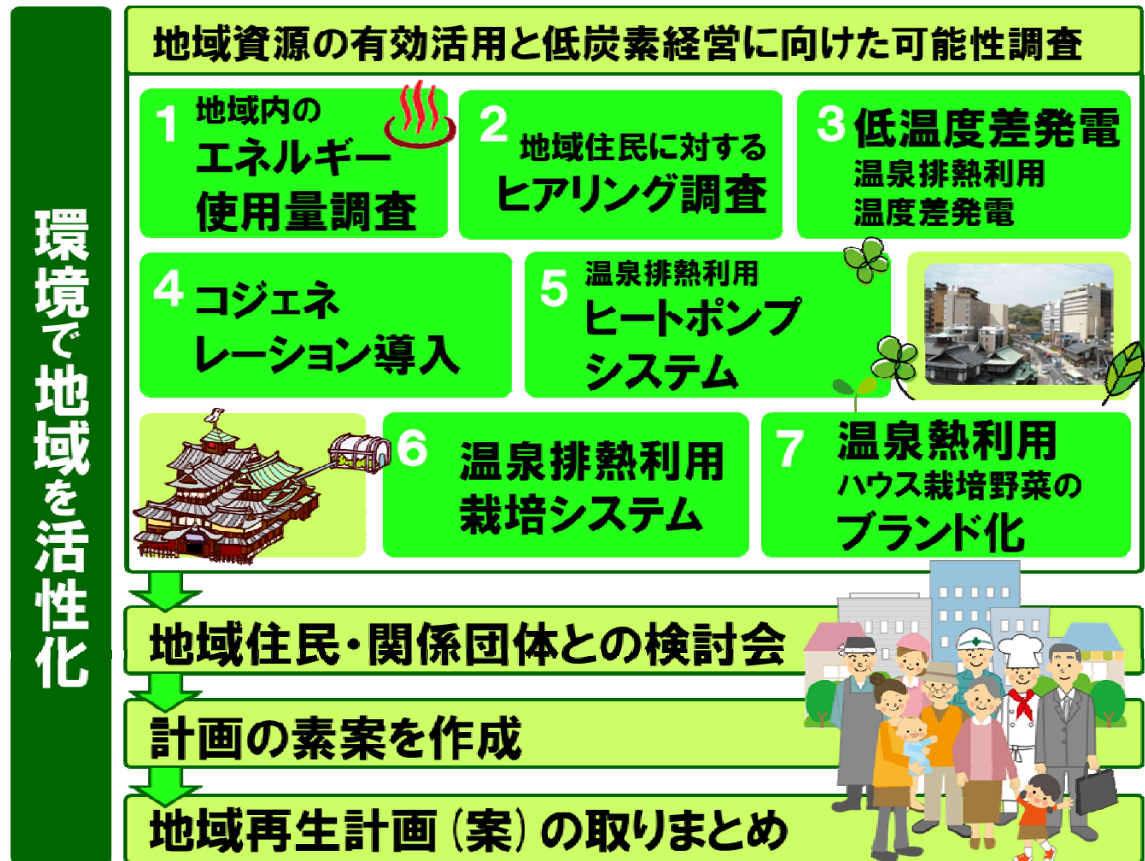 環境で地域を活性化
地域資源の有効活用と低炭素経営に向けた可能性調査
1 地域内の
エネルギー
使用量調査
2 地域住民に対する
ヒアリング調査
3 低温度差発電
温泉排熱利用
温度差発電
4 コジェネ
レーション導入
5 温泉排熱利用
ヒートポンプ
システム
6 温泉排熱利用
栽培システム
7 温泉熱利用
ハウス栽培野菜の
ブランド化
地域住民・関係団体との検討会
計画の素案を作成
地域再生計画(案)の取りまとめ